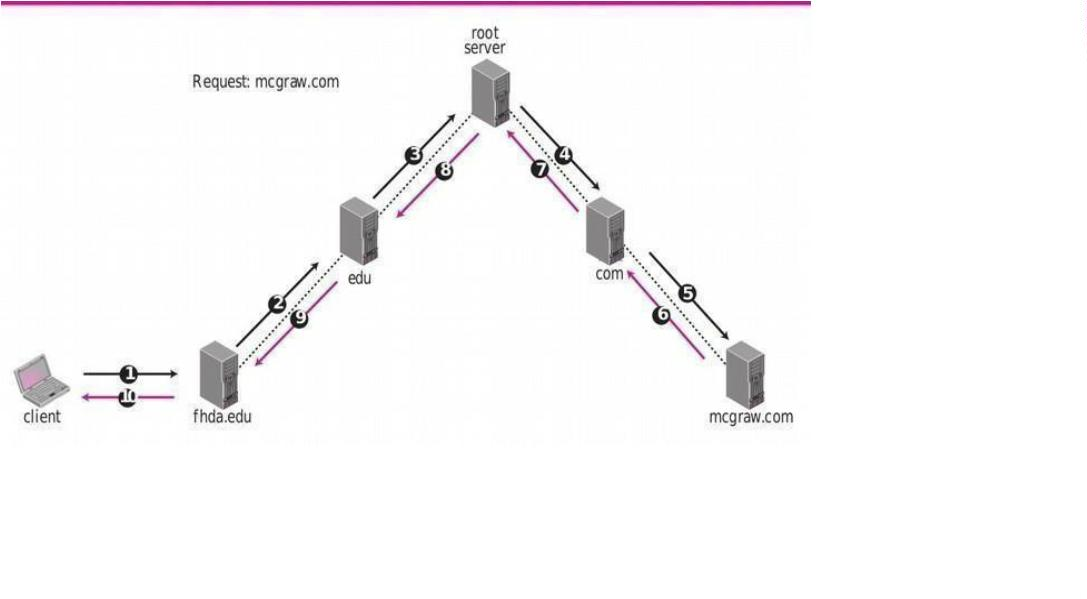 root
server
Request: mcgraw.com
3
4
8
7
edu
com
2
9
5
6
1
10
client
fhda.edu
mcgraw.com